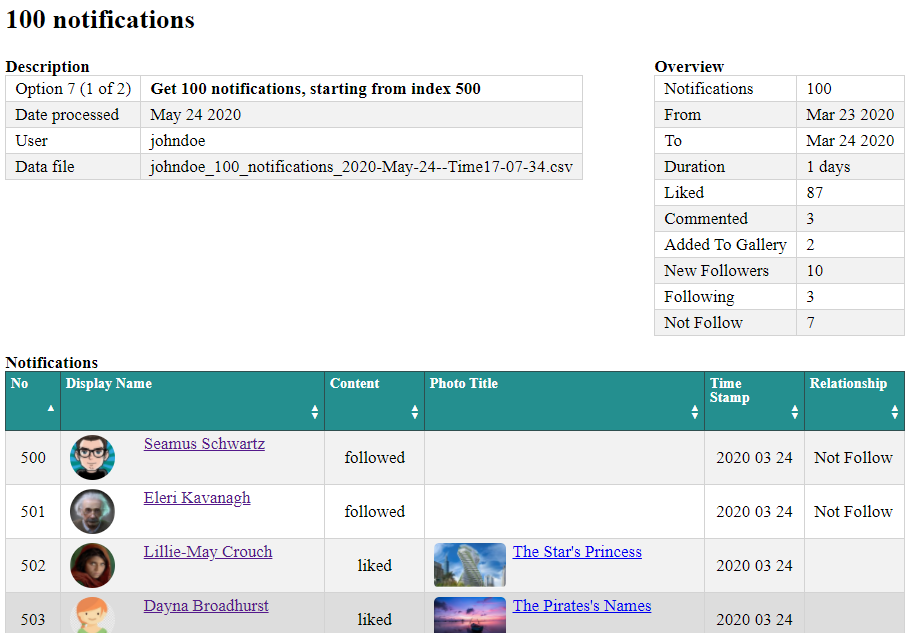 100 notifications
Description
Option 7 (1 of 2) Get 100 notifications, starting from index 500
Date processed May 24 2020
User johndoe
Data file johndoe_100_notifications_2020-May-24--Time17-07-34.csv
Overview
Notifications 100
From Mar 23 2020
To Mar 24 2020
Duration 1 days
Liked 87
Commented 3
Added To Gallery 2
New Followers 10
Following 3
Not Follow 7
Notifications
No Display Name Content Photo Title Time Stamp Relationship
500 Seamus Schwartz followed 2020 03 24 Not Follow
501 Eleri Kavanagh followed 2020 03 24 Not Follow
502 Lillie-May Crouch liked The Star's Princess 2020 03 24
503 Dayna Broadhurst liked The Pirates's Names 2020 03 24